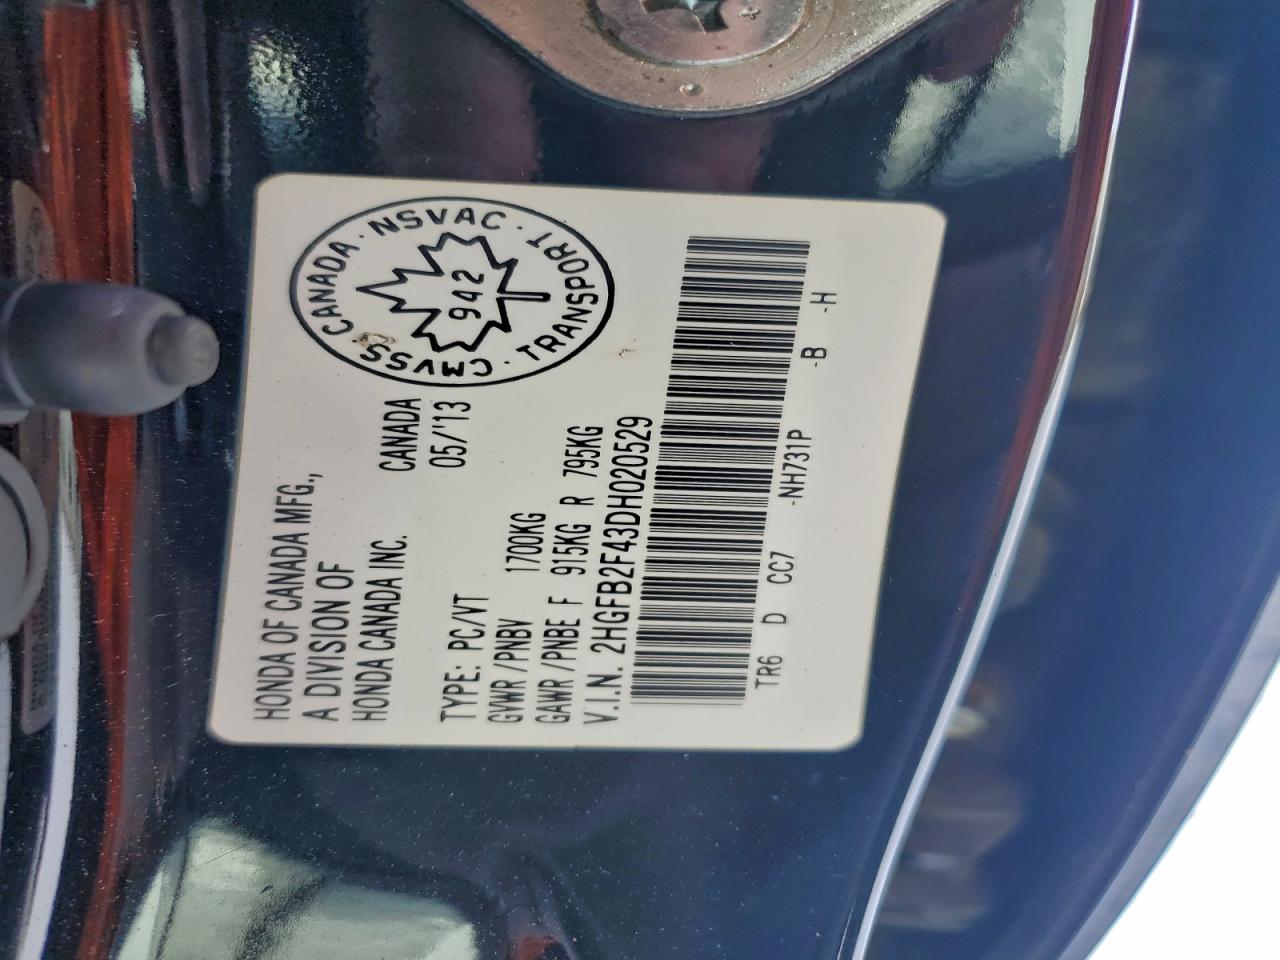 HONDA OF CANADA MFG.,
A DIVISION OF
HONDA CANADA INC. CANADA
TYPE: PC/VT 05/'13
GVWR/PNBV 1700KG
GAWR/PNBE F 915KG R 795KG
V.I.N. 2HGFB2F43DH020529
TR6 D CC7 -NH731P -B -H
CMVSS · CANADA · NSVAC · TRANSPORT ·
942